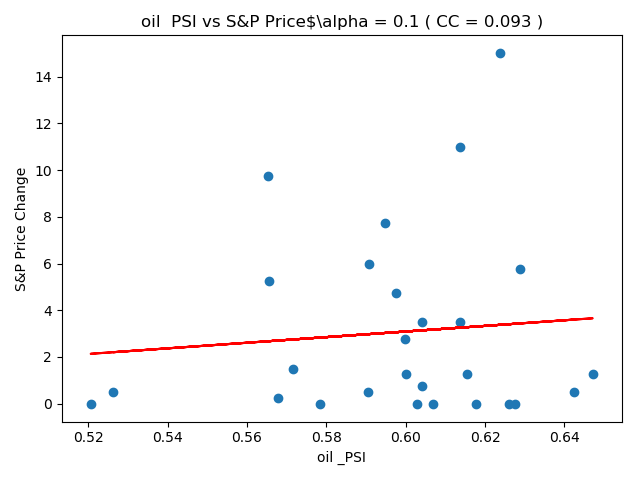 oil  PSI vs S&P Price$\alpha = 0.1 ( CC = 0.093 )
14
12
10
8
6
4
2
0
S&P Price Change
0.52 0.54 0.56 0.58 0.60 0.62 0.64
oil _PSI